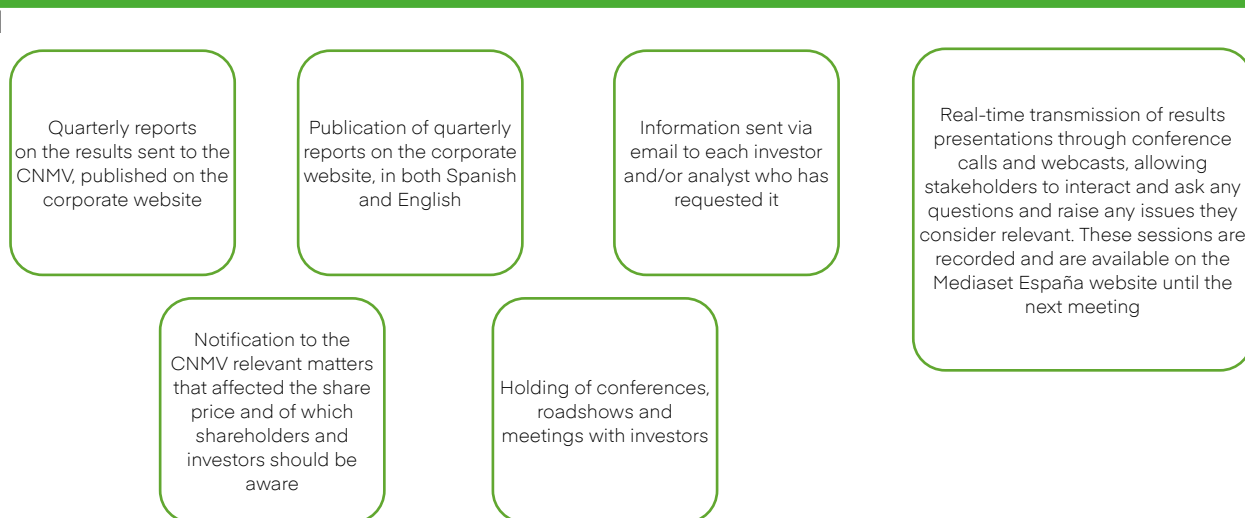 Quarterly reports
on the results sent to the
CNMV, published on the
corporate website
Publication of quarterly
reports on the corporate
website, in both Spanish
and English
Information sent via
email to each investor
and/or analyst who has
requested it
Real-time transmission of results
presentations through conference
calls and webcasts, allowing
stakeholders to interact and ask any
questions and raise any issues they
consider relevant. These sessions are
recorded and are available on the
Mediaset España website until the
next meeting
Notification to the
CNMV relevant matters
that affected the share
price and of which
shareholders and
investors should be
aware
Holding of conferences,
roadshows and
meetings with investors